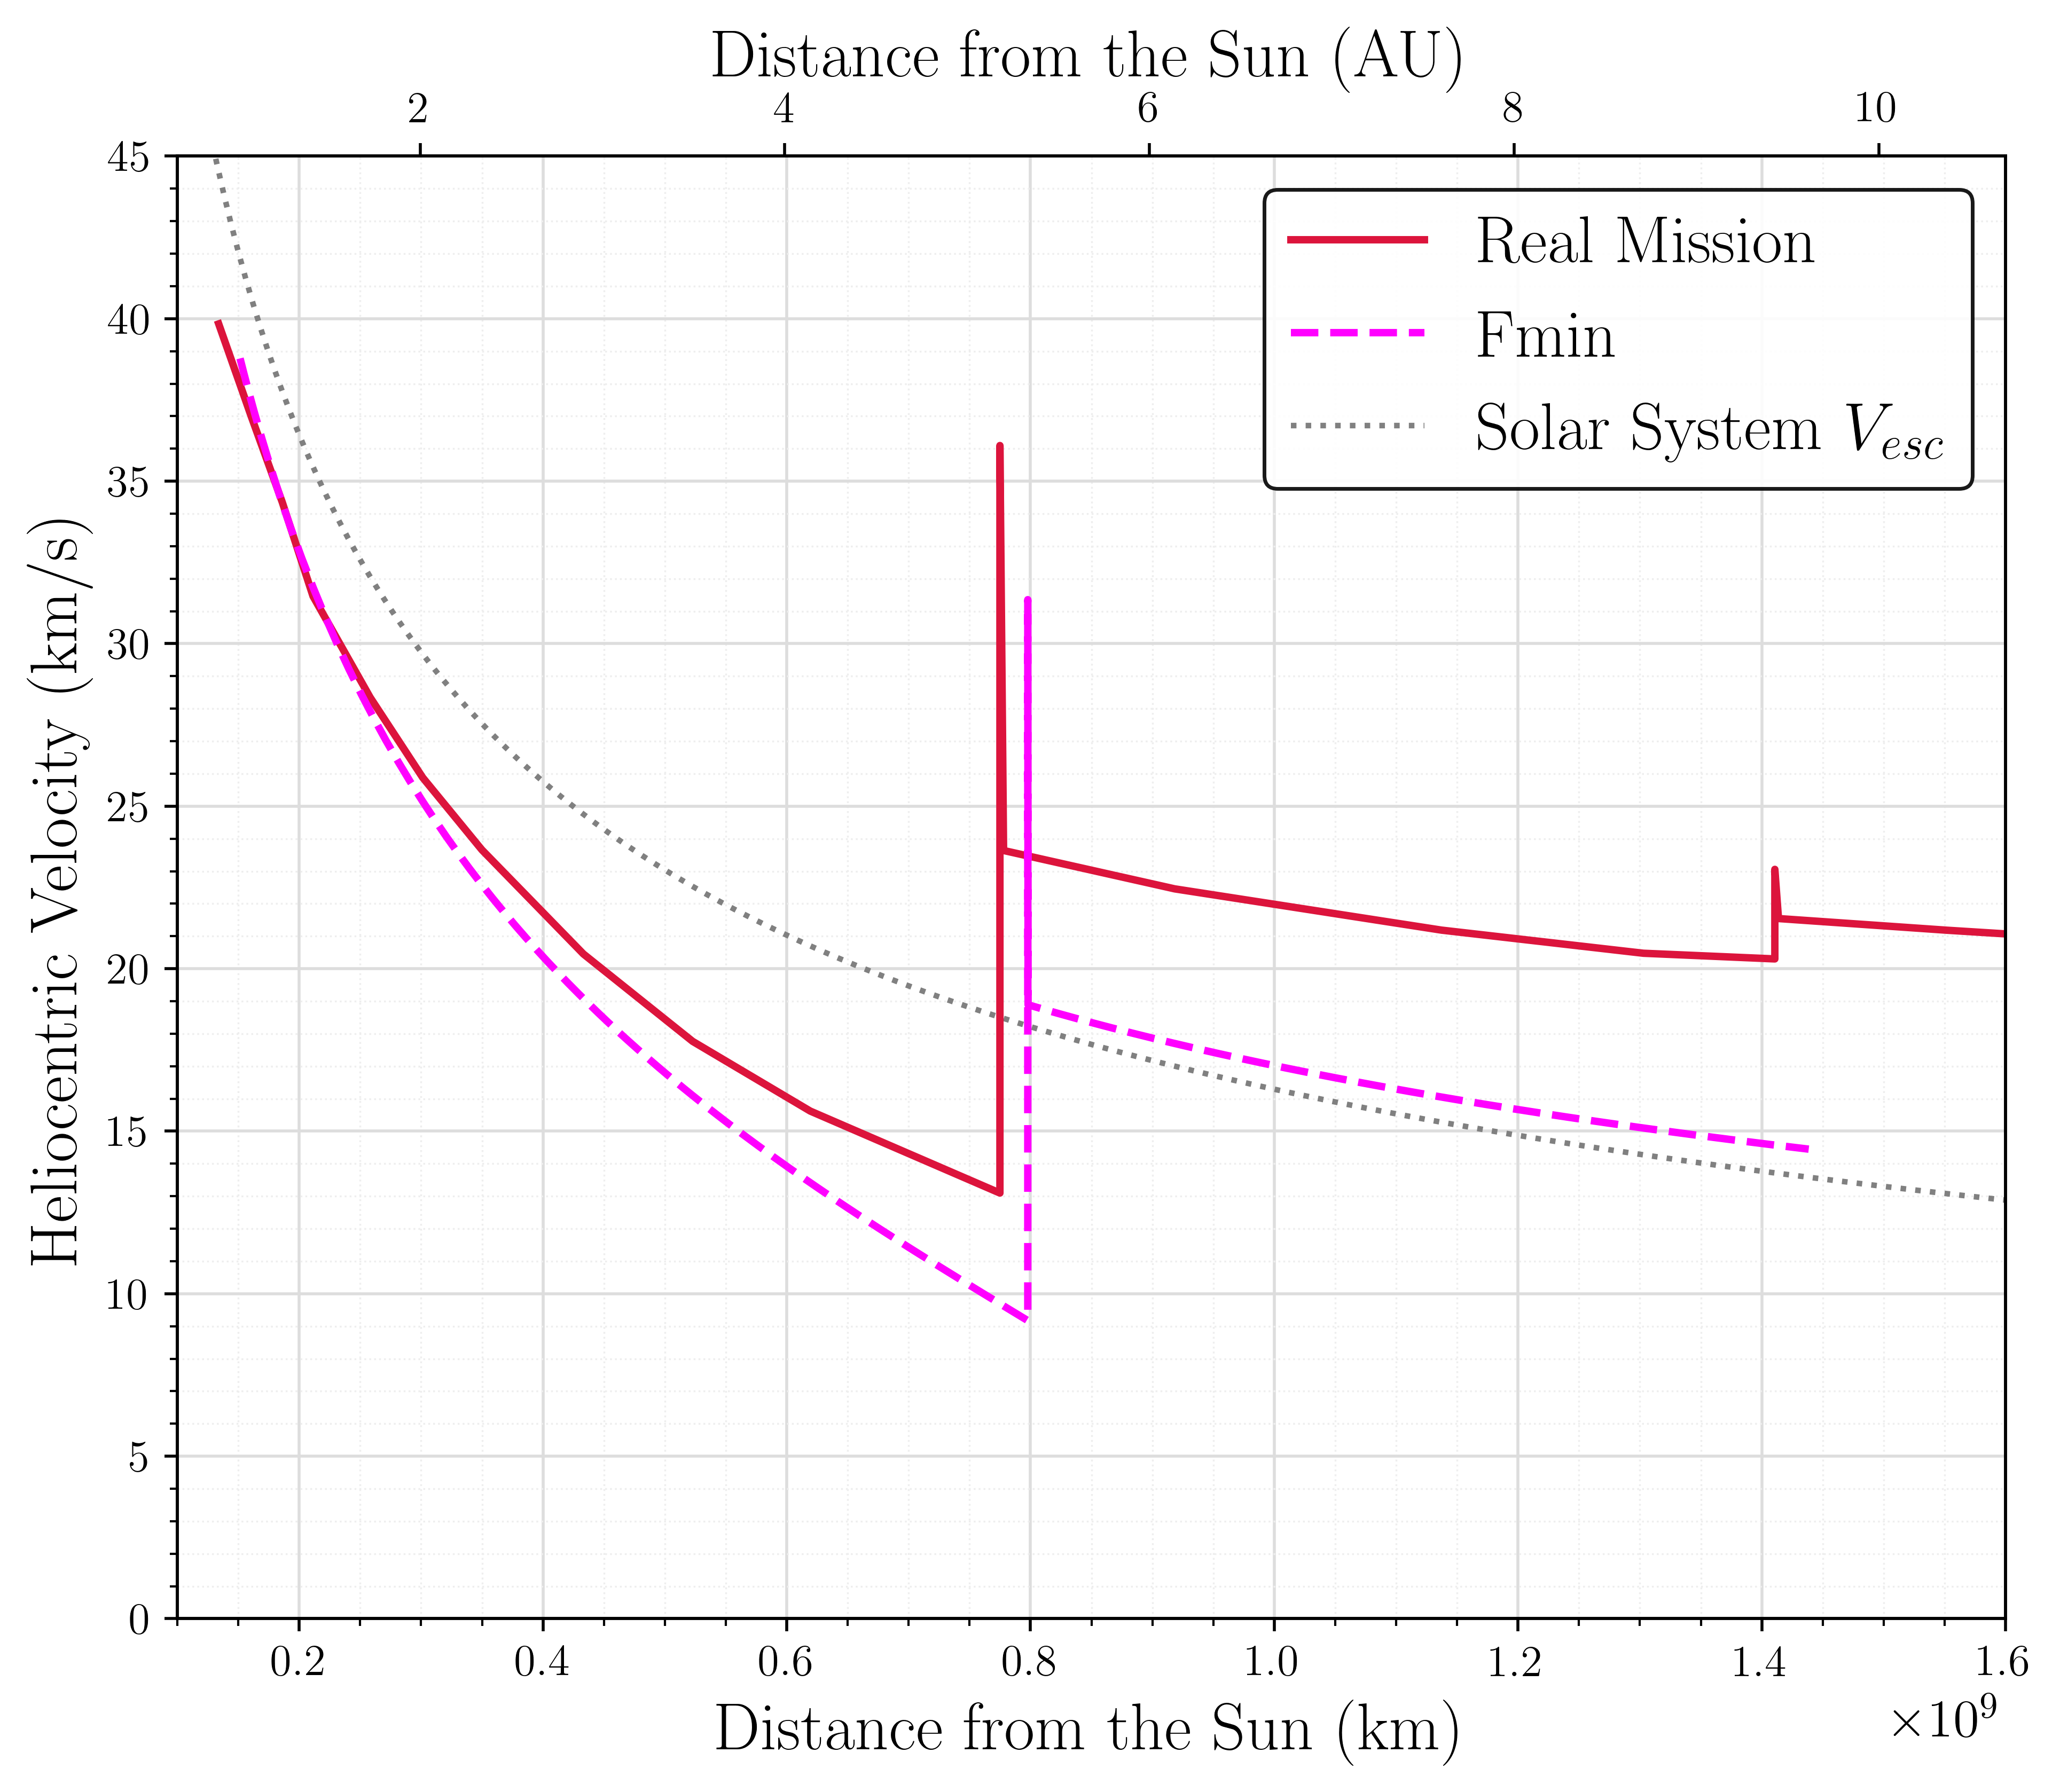 Distance from the Sun (AU)
2 4 6 8 10
45
40
35
30
25
20
15
10
5
0
Heliocentric Velocity (km/s)
Real Mission
Fmin
Solar System V_esc
0.2 0.4 0.6 0.8 1.0 1.2 1.4 1.6
Distance from the Sun (km)
×10⁹